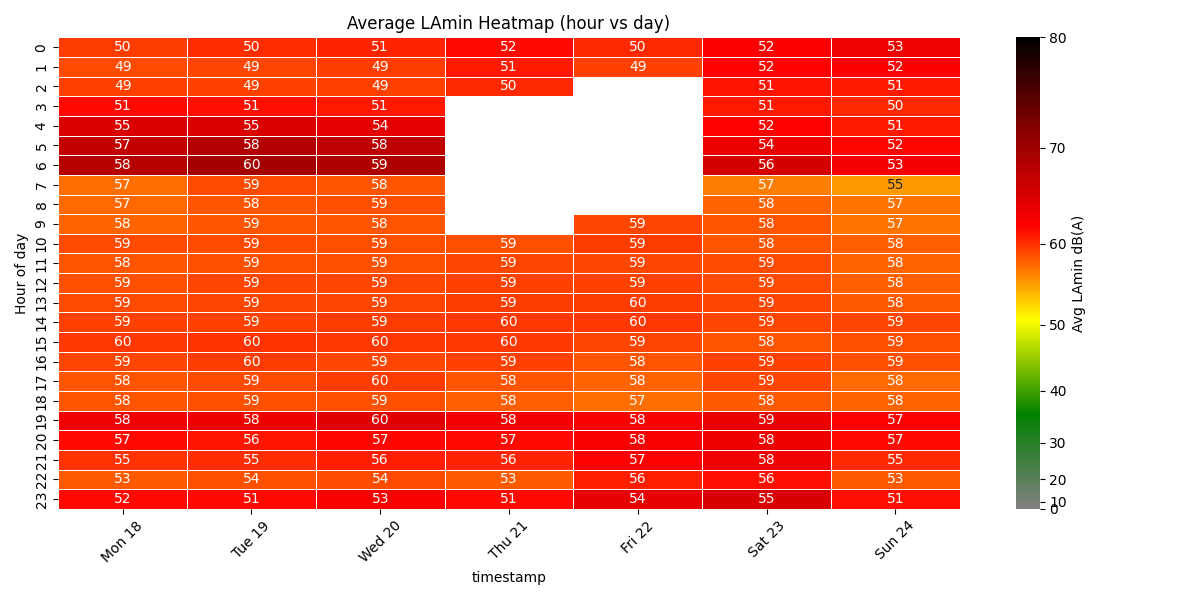 Average LAmin Heatmap (hour vs day)
0 50 50 51 52 50 52 53
1 49 49 49 51 49 52 52
2 49 49 49 50 51 51
3 51 51 51 51 50
4 55 55 54 52 51
5 57 58 58 54 52
6 58 60 59 56 53
7 57 59 58 57 55
8 57 58 59 58 57
9 58 59 58 59 58 57
10 59 59 59 59 59 58 58
11 58 59 59 59 59 59 58
12 59 59 59 59 59 59 58
13 59 59 59 59 60 59 58
14 59 59 59 60 60 59 59
15 60 60 60 60 59 58 59
16 59 60 59 59 58 59 59
17 58 59 60 58 58 59 58
18 58 59 59 58 57 58 58
19 58 58 60 58 58 59 57
20 57 56 57 57 58 58 57
21 55 55 56 56 57 58 55
22 53 54 54 53 56 56 53
23 52 51 53 51 54 55 51
Mon 18 Tue 19 Wed 20 Thu 21 Fri 22 Sat 23 Sun 24
timestamp
Hour of day
80
70
60
50
40
30
20
10
0
Avg LAmin dB(A)